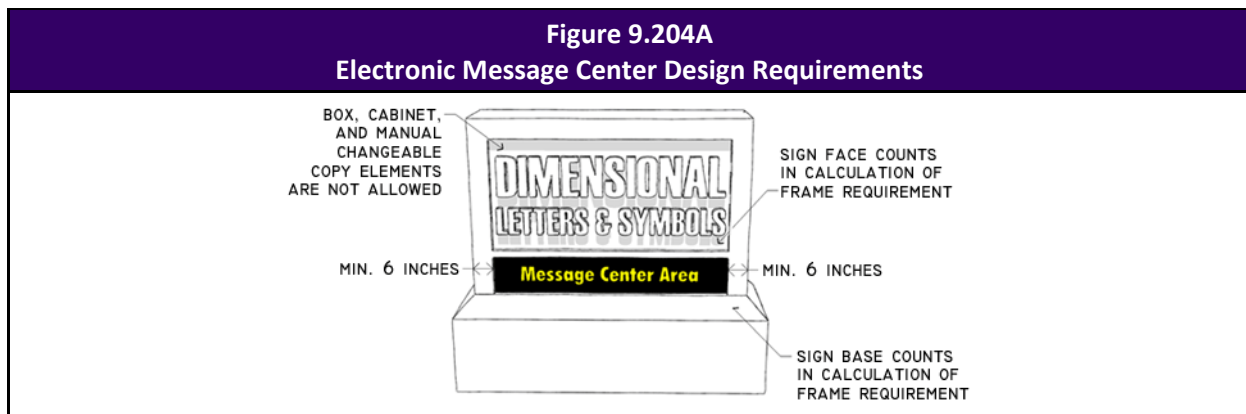 Figure 9.204A
Electronic Message Center Design Requirements
BOX, CABINET,
AND MANUAL
CHANGEABLE
COPY ELEMENTS
ARE NOT ALLOWED
DIMENSIONAL
LETTERS & SYMBOLS
SIGN FACE COUNTS
IN CALCULATION OF
FRAME REQUIREMENT
MIN. 6 INCHES
Message Center Area
MIN. 6 INCHES
SIGN BASE COUNTS
IN CALCULATION OF
FRAME REQUIREMENT